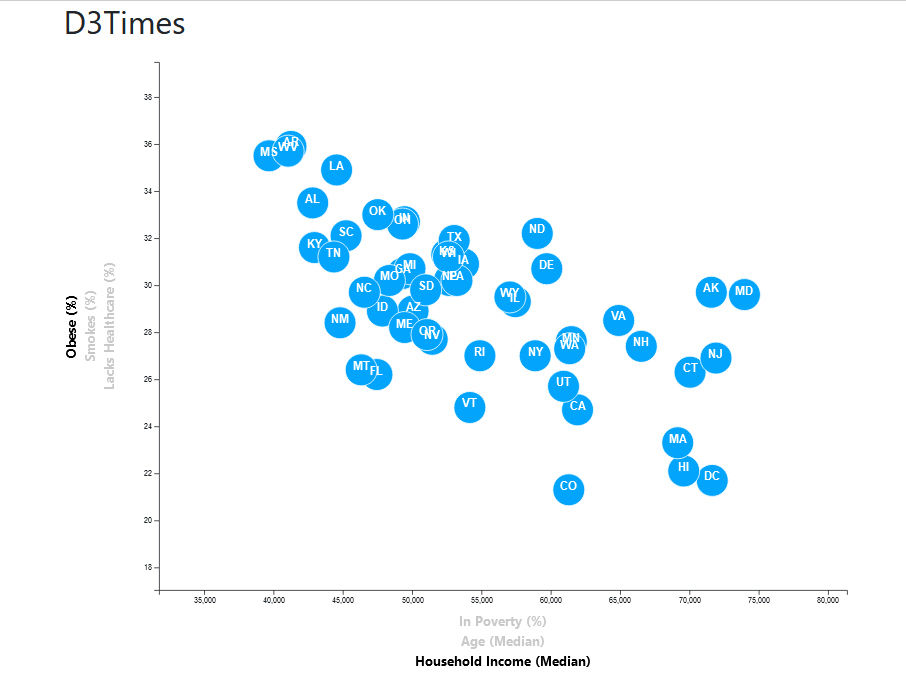 D3Times
38
36
34
32
30
28
26
24
22
20
18
Obese (%)
Smokes (%)
Lacks Healthcare (%)
MS
AR
WV
LA
AL
OK
OH
SC
KY
TN
TX
ND
KS
IA
DE
MO
GA
MI
PA
SD
NC
ID
AZ
WY
IL
AK
MD
NM
ME
OR
NV
VA
MN
WA
NH
RI
NY
NJ
CT
MT
FL
UT
CA
VT
MA
HI
DC
CO
35,000 40,000 45,000 50,000 55,000 60,000 65,000 70,000 75,000 80,000
In Poverty (%)
Age (Median)
Household Income (Median)